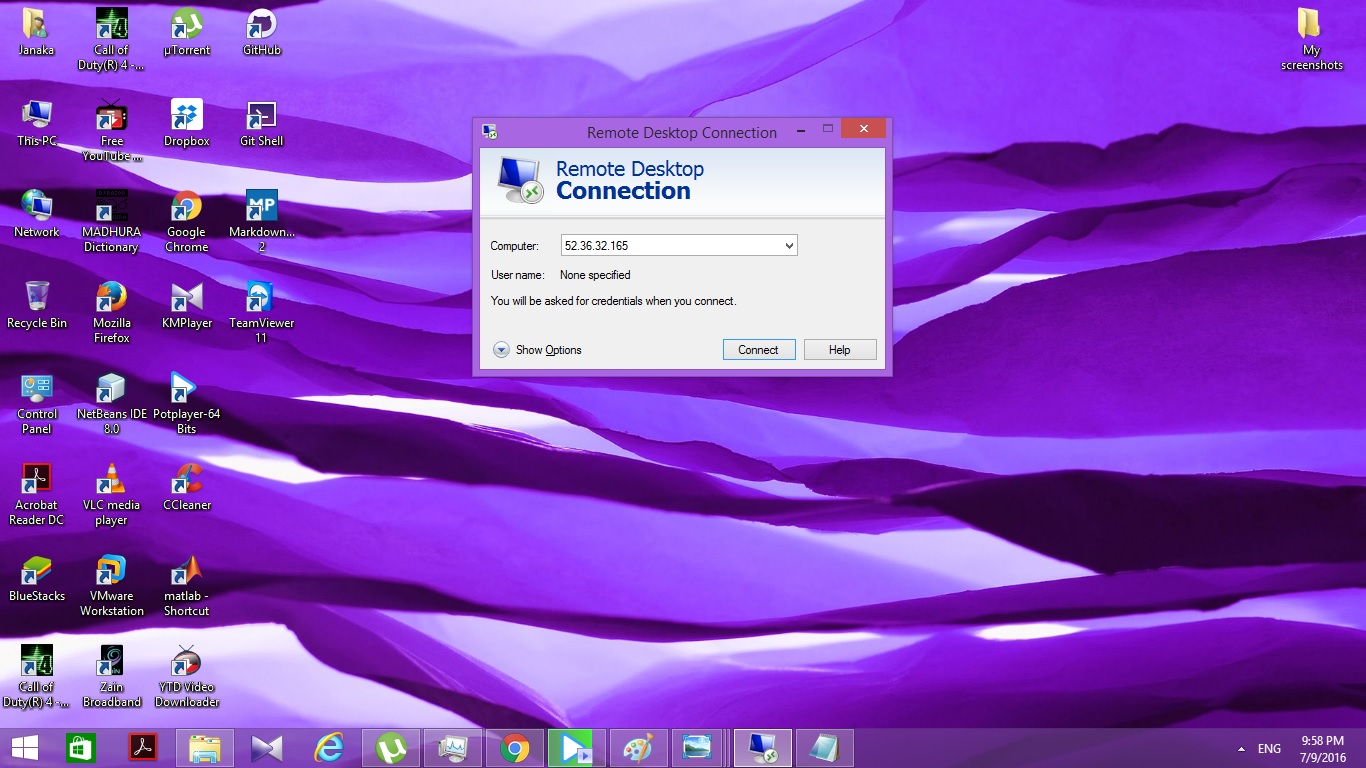 Janaka
Call of
Duty(R) 4 -...
µTorrent
GitHub
My
screenshots
This PC
Free
YouTube ...
Dropbox
Git Shell
Network
MADHURA
Dictionary
Google
Chrome
MP
Markdown...
2
Recycle Bin
Mozilla
Firefox
KMPlayer
TeamViewer
11
Control
Panel
NetBeans IDE
8.0
Potplayer-64
Bits
Acrobat
Reader DC
VLC media
player
CCleaner
BlueStacks
VMware
Workstation
matlab -
Shortcut
Call of
Duty(R) 4 -...
Zain
Broadband
YTD Video
Downloader
Remote Desktop Connection
Remote Desktop
Connection
Computer: 52.36.32.165
User name: None specified
You will be asked for credentials when you connect.
Show Options
Connect
Help
ENG
9:58 PM
7/9/2016